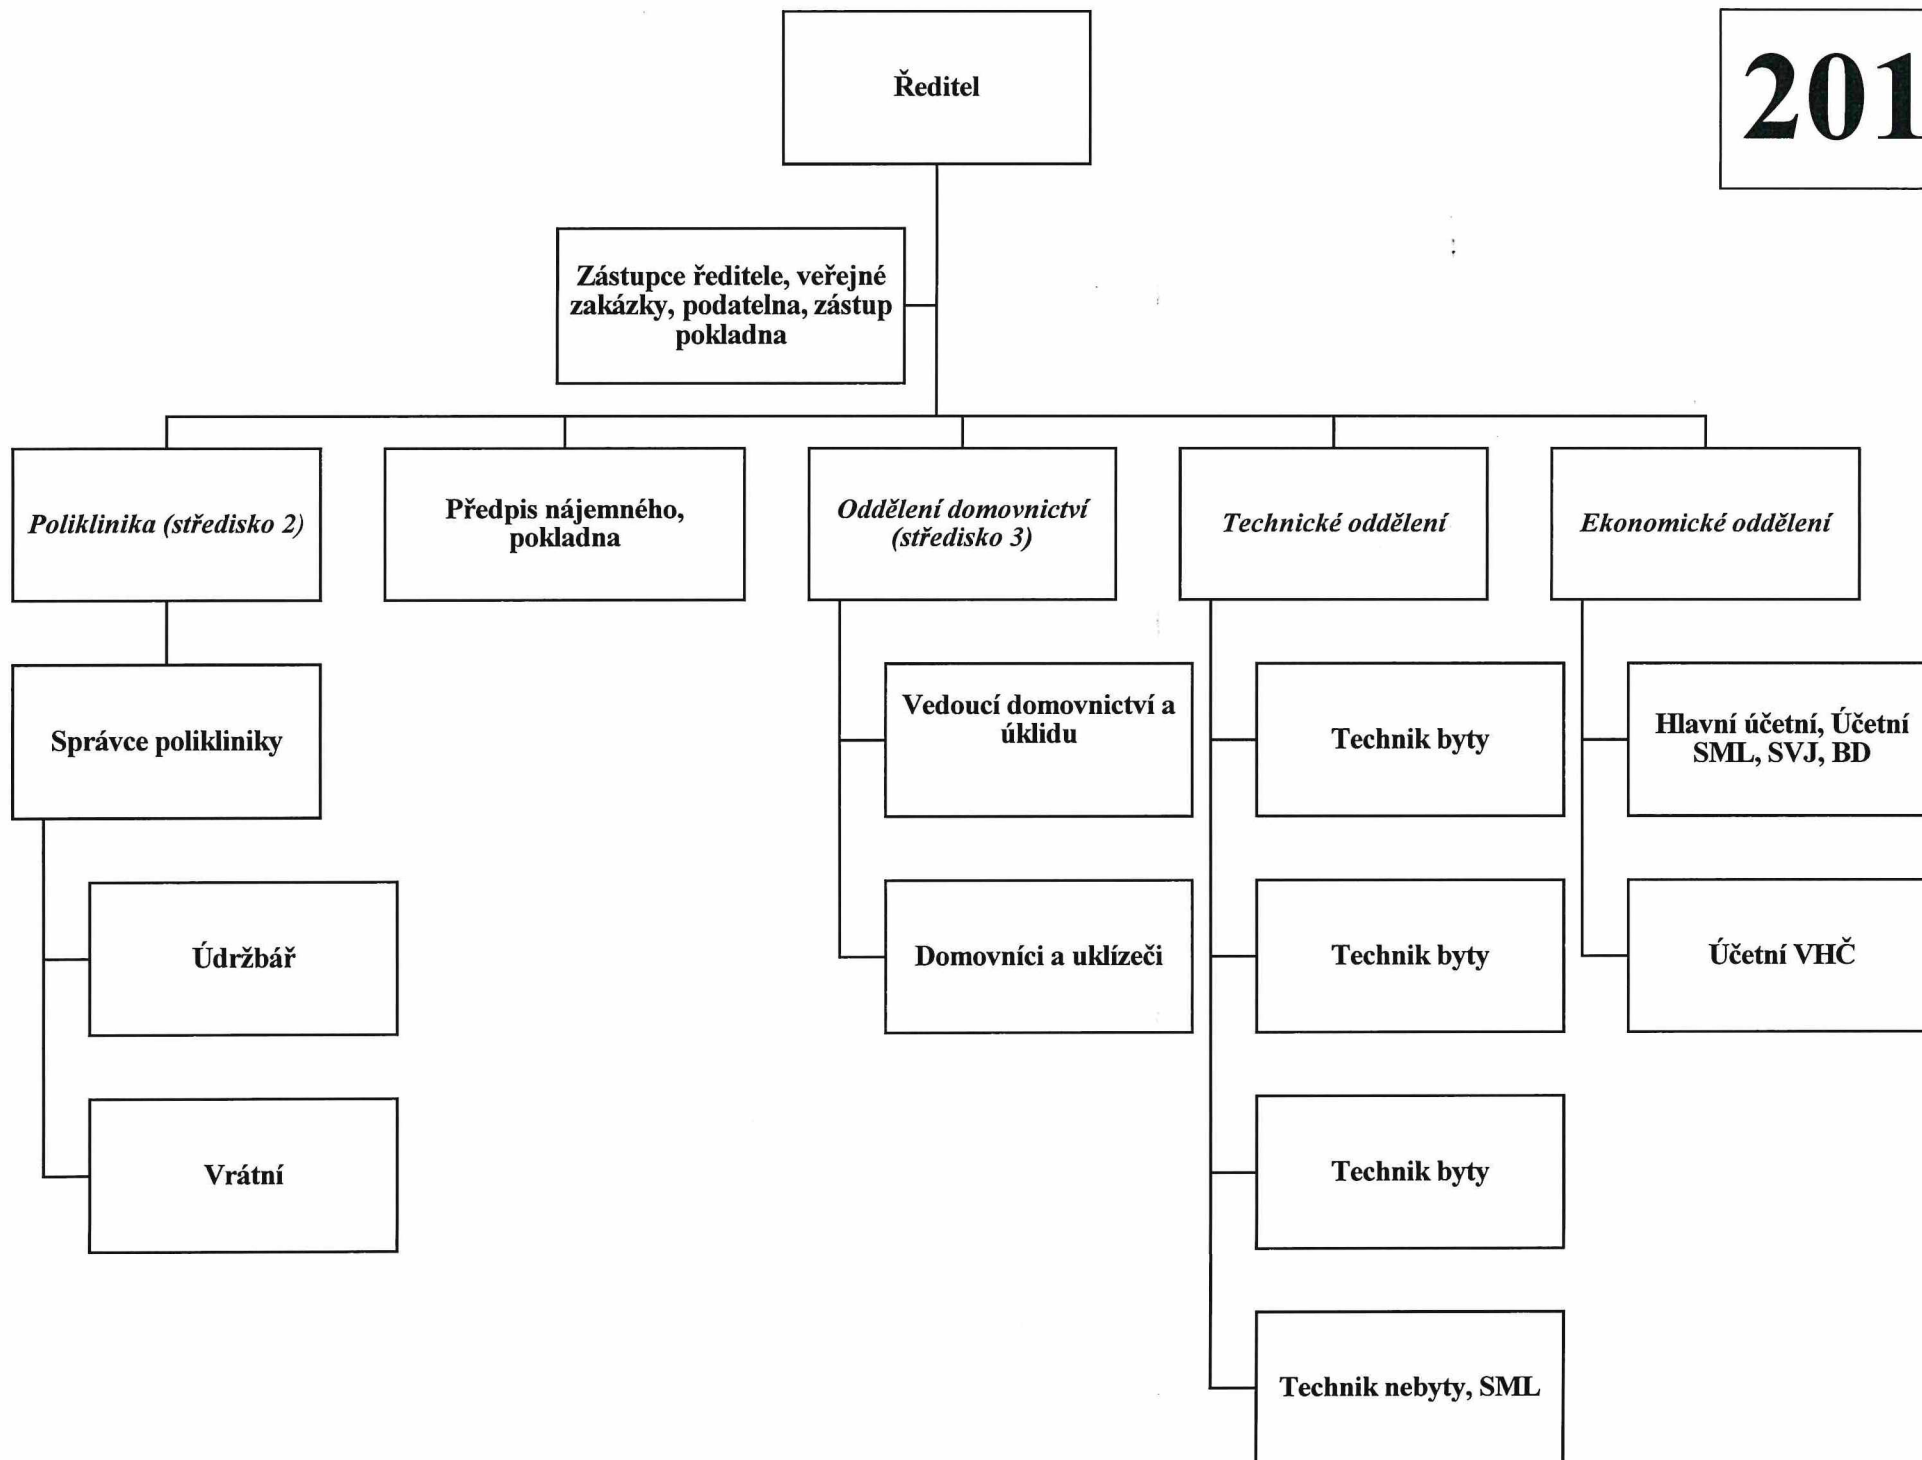 Ředitel
201
Zástupce ředitele, veřejné
zakázky, podatelna, zástup
pokladna
Poliklinika (středisko 2)
Předpis nájemného,
pokladna
Oddělení domovnictví
(středisko 3)
Technické oddělení
Ekonomické oddělení
Správce polikliniky
Vedoucí domovnictví a
úklidu
Technik byty
Hlavní účetní, Účetní
SML, SVJ, BD
Údržbář
Domovníci a uklízeči
Technik byty
Účetní VHČ
Vrátní
Technik byty
Technik nebyty, SML